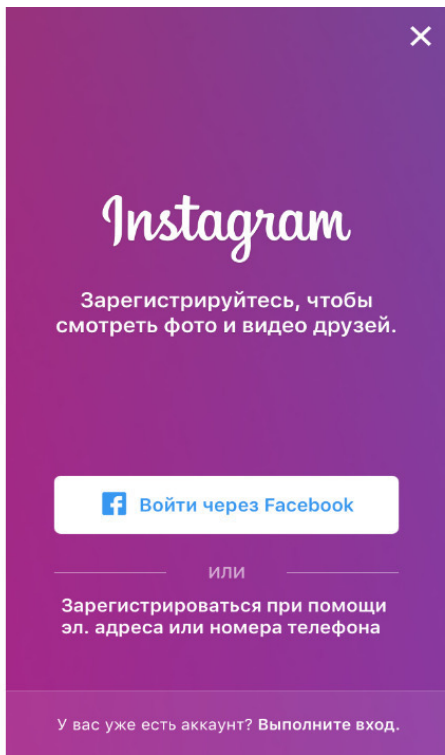 Instagram
Зарегистрируйтесь, чтобы
смотреть фото и видео друзей.
Войти через Facebook
ИЛИ
Зарегистрироваться при помощи
эл. адреса или номера телефона
У вас уже есть аккаунт? Выполните вход.